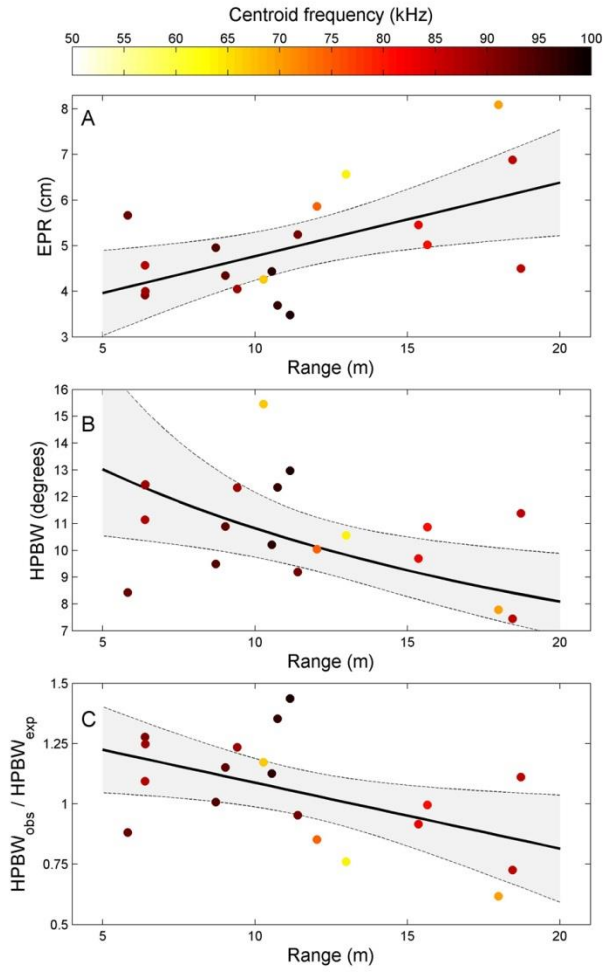 Centroid frequency (kHz)
50 55 60 65 70 75 80 85 90 95 100
A
EPR (cm)
8
7
6
5
4
3
5 10 15 20
Range (m)
B
HPBW (degrees)
16
15
14
13
12
11
10
9
8
7
5 10 15 20
Range (m)
C
HPBWobs / HPBWexp
1.5
1.25
1
0.75
0.5
5 10 15 20
Range (m)